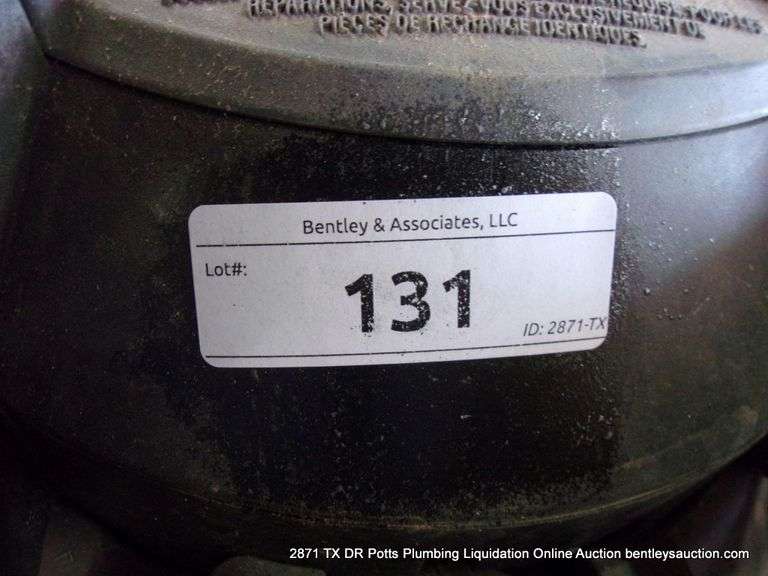 RÉPARATIONS, SERVEZ-VOUS EXCLUSIVEMENT DE
PIÈCES DE RECHANGE IDENTIQUES.
Bentley & Associates, LLC
Lot#:
131
ID: 2871-TX
2871 TX DR Potts Plumbing Liquidation Online Auction bentleysauction.com